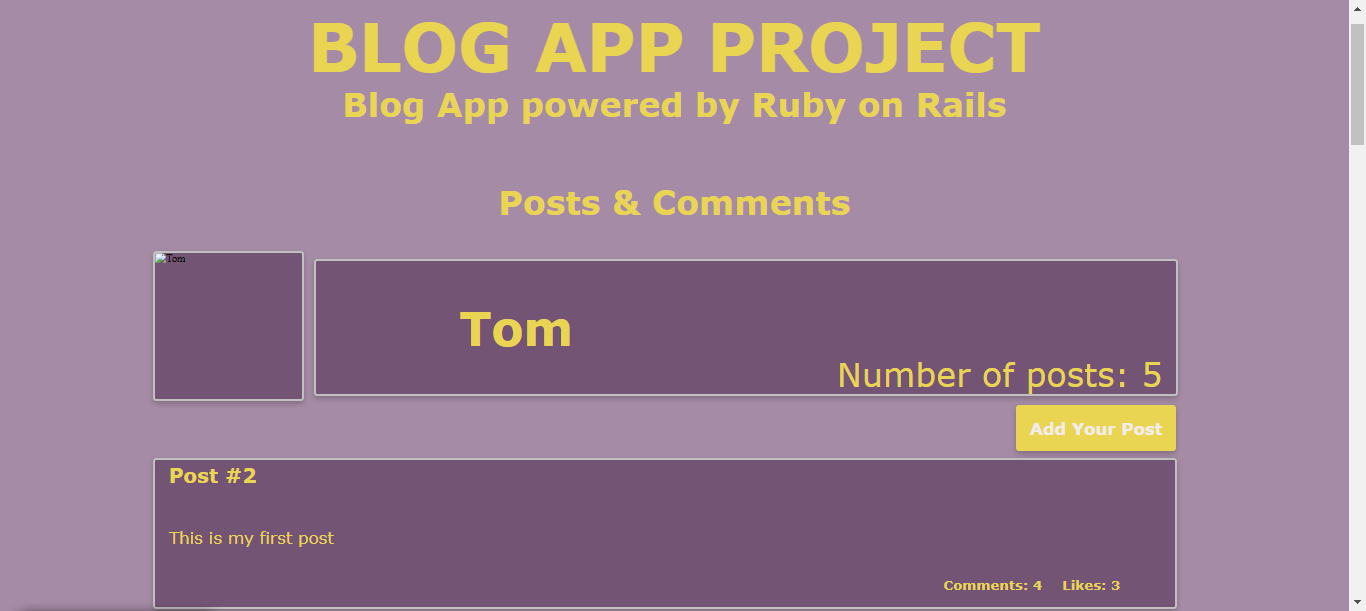 BLOG APP PROJECT
Blog App powered by Ruby on Rails
Posts & Comments
Tom
Tom
Number of posts: 5
Add Your Post
Post #2
This is my first post
Comments: 4 Likes: 3